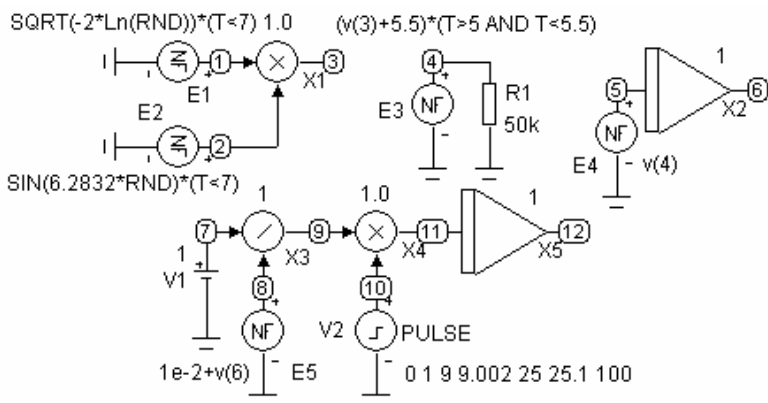 SQRT(-2*Ln(RND))*(T<7) 1.0
(v(3)+5.5)*(T>5 AND T<5.5)
1
3
X1
E1
E2
2
SIN(6.2832*RND)*(T<7)
4
E3
NF
R1
50k
1
5
6
X2
NF
E4
v(4)
1
1.0
1
7
9
11
12
X3
X4
X5
1
V1
8
10
NF
V2
PULSE
1e-2+v(6)
E5
0 1 9 9.002 25 25.1 100